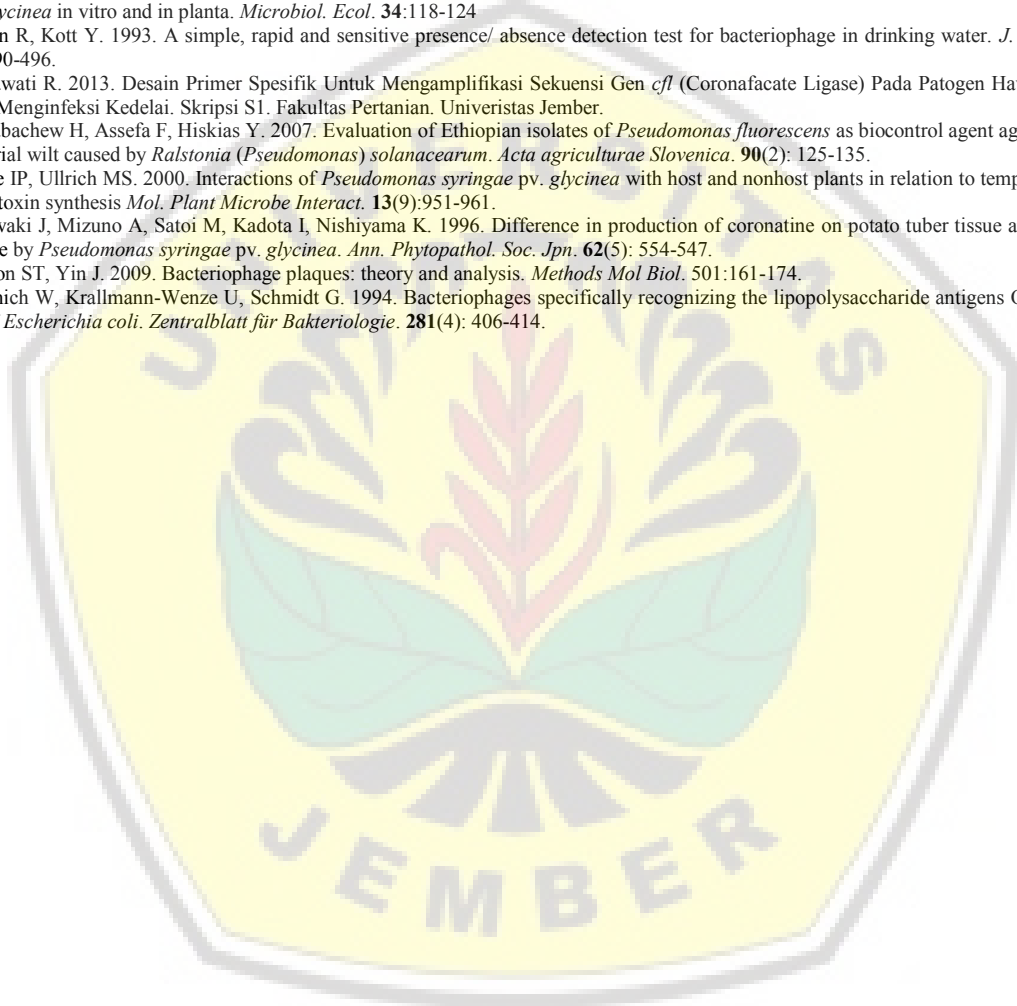 ycinea in vitro and in planta. Microbiol. Ecol. 34:118-124
n R, Kott Y. 1993. A simple, rapid and sensitive presence/ absence detection test for bacteriophage in drinking water. J.
90-496.
wati R. 2013. Desain Primer Spesifik Untuk Mengamplifikasi Sekuensi Gen cfl (Coronafacate Ligase) Pada Patogen Ha
Menginfeksi Kedelai. Skripsi S1. Fakultas Pertanian. Univeristas Jember.
bachew H, Assefa F, Hiskias Y. 2007. Evaluation of Ethiopian isolates of Pseudomonas fluorescens as biocontrol agent ag
rial wilt caused by Ralstonia (Pseudomonas) solanacearum. Acta agriculturae Slovenica. 90(2): 125-135.
e IP, Ullrich MS. 2000. Interactions of Pseudomonas syringae pv. glycinea with host and nonhost plants in relation to temp
toxin synthesis Mol. Plant Microbe Interact. 13(9):951-961.
waki J, Mizuno A, Satoi M, Kadota I, Nishiyama K. 1996. Difference in production of coronatine on potato tuber tissue a
e by Pseudomonas syringae pv. glycinea. Ann. Phytopathol. Soc. Jpn. 62(5): 554-547.
on ST, Yin J. 2009. Bacteriophage plaques: theory and analysis. Methods Mol Biol. 501:161-174.
nich W, Krallmann-Wenze U, Schmidt G. 1994. Bacteriophages specifically recognizing the lipopolysaccharide antigens
Escherichia coli. Zentralblatt für Bakteriologie. 281(4): 406-414.
UNIVERSITAS
JEMBER